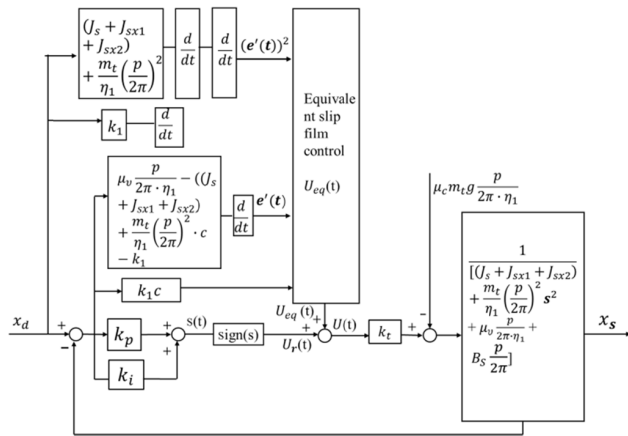 (J_s + J_sx1
+ J_sx2)
+ m_t/η_1 (p/2π)^2
d/dt
d/dt
(e'(t))^2
k_1
d/dt
Equivale
nt slip
film
control
U_eq(t)
μ_v p/(2π · η_1) − ((J_s
+ J_sx1 + J_sx2)
+ m_t/η_1 (p/2π)^2 · c
− k_1
d/dt
e'(t)
k_1c
μ_c m_t g p/(2π · η_1)
1
[(J_s + J_sx1 + J_sx2)
+ m_t/η_1 (p/2π)^2 s^2
+ μ_v p/(2π·η_1) +
B_S p/2π]
x_d
+
−
k_p
k_i
+
+
s(t)
sign(s)
U_eq (t)
+
+
U_r(t)
U(t)
k_t
+
-
x_s